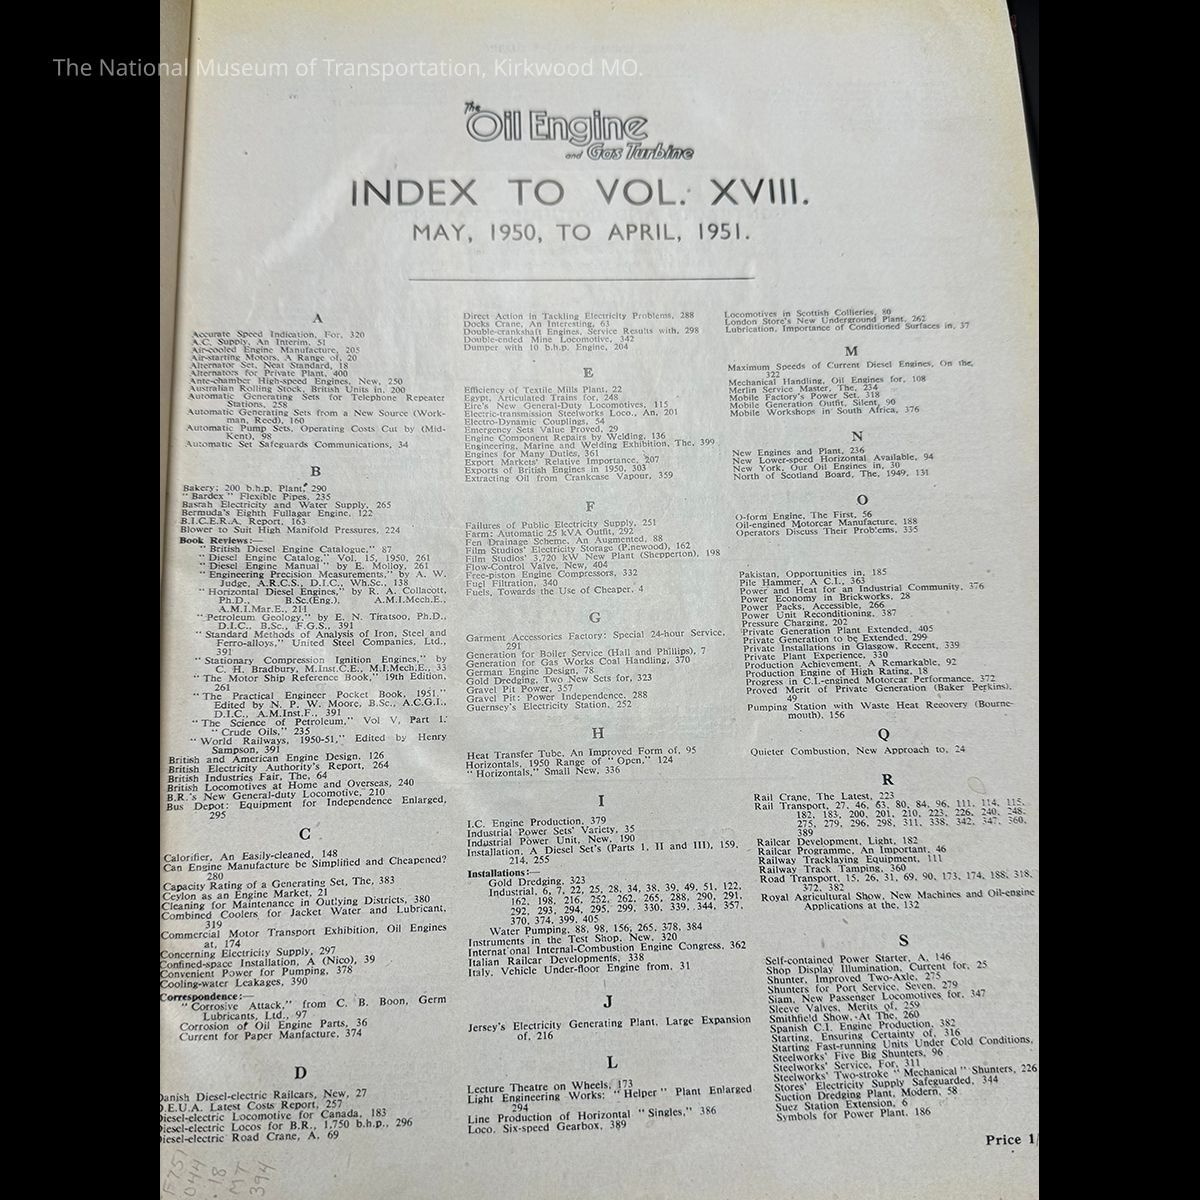 The National Museum of Transportation, Kirkwood MO.
The Oil Engine
and Gas Turbine
INDEX TO VOL. XVIII.
MAY, 1950, TO APRIL, 1951.
A
Accurate Speed Indication, For, 320
A.C. Supply, An Interim, 51
Air-cooled Engine Manufacture, 205
Air-starting Motors, A Range of, 20
Alternator Set, Neat Standard, 18
Alternators for Private Plant, 400
Ante-chamber High-speed Engines, New, 250
Australian Rolling Stock, British Units in, 200
Automatic Generating Sets for Telephone Repeater
Stations, 258
Automatic Generating Sets from a New Source (Work-
man, Reed), 160
Automatic Pump Sets, Operating Costs Cut by (Mid-
Kent), 98
Automatic Set Safeguards Communications, 34
B
Bakery: 200 b.h.p. Plant, 290
" Bardex " Flexible Pipes, 235
Basrah Electricity and Water Supply, 265
Bermuda's Eighth Fullagar Engine, 122
B.I.C.E.R.A. Report, 163
Blower to Suit High Manifold Pressures, 224
Book Reviews:—
" British Diesel Engine Catalogue," 87
" Diesel Engine Catalog," Vol. 15, 1950, 261
" Diesel Engine Manual " by E. Molloy, 261
" Engineering Precision Measurements," by A. W.
Judge, A.R.C.S., D.I.C., Wh.Sc., 138
" Horizontal Diesel Engines," by R. A. Collacott,
Ph.D., B.Sc.(Eng.), A.M.I.Mech.E.,
A.M.I.Mar.E., 211
" Petroleum Geology," by E. N. Tiratsoo, Ph.D.,
D.I.C., B.Sc., F.G.S., 391
" Standard Methods of Analysis of Iron, Steel and
Ferro-alloys," United Steel Companies, Ltd.,
391
" Stationary Compression Ignition Engines," by
C. H. Bradbury, M.Inst.C.E., M.I.Mech.E., 33
" The Motor Ship Reference Book," 19th Edition,
261
" The Practical Engineer Pocket Book, 1951,"
Edited by N. P. W. Moore, B.Sc., A.C.G.I.,
D.I.C., A.M.Inst.F., 391
" The Science of Petroleum," Vol V, Part 1.
" Crude Oils," 235
" World Railways, 1950-51," Edited by Henry
Sampson, 391
British and American Engine Design, 126
British Electricity Authority's Report, 264
British Industries Fair, The, 64
British Locomotives at Home and Overseas, 240
B.R.'s New General-duty Locomotive, 210
Bus Depot: Equipment for Independence Enlarged,
295
C
Calorifier, An Easily-cleaned, 148
Can Engine Manufacture be Simplified and Cheapened?
280
Capacity Rating of a Generating Set, The, 383
Ceylon as an Engine Market, 21
Cleaning for Maintenance in Outlying Districts, 380
Combined Coolers for Jacket Water and Lubricant,
319
Commercial Motor Transport Exhibition, Oil Engines
at, 174
Concerning Electricity Supply, 297
Confined-space Installation, A (Nico), 39
Convenient Power for Pumping, 378
Cooling-water Leakages, 390
Correspondence:—
" Corrosive Attack," from C. B. Boon, Germ
Lubricants, Ltd., 97
Corrosion of Oil Engine Parts, 36
Current for Paper Manfacture, 374
D
Danish Diesel-electric Railcars, New, 27
D.E.U.A. Latest Costs Report, 257
Diesel-electric Locomotive for Canada, 183
Diesel-electric Locos for B.R., 1,750 b.h.p., 296
Diesel-electric Road Crane, A, 69
Direct Action in Tackling Electricity Problems, 288
Docks Crane, An Interesting, 63
Double-crankshaft Engines, Service Results with, 298
Double-ended Mine Locomotive, 342
Dumper with 10 b.h.p. Engine, 204
E
Efficiency of Textile Mills Plant, 22
Egypt, Articulated Trains for, 248
Eire's New General-Duty Locomotives, 115
Electric-transmission Steelworks Loco., An, 201
Electro-Dynamic Couplings, 54
Emergency Sets Value Proved, 29
Engine Component Repairs by Welding, 136
Engineering, Marine and Welding Exhibition, The, 399
Engines for Many Duties, 361
Export Markets' Relative Importance, 207
Exports of British Engines in 1950, 303
Extracting Oil from Crankcase Vapour, 359
F
Failures of Public Electricity Supply, 251
Farm: Automatic 25 kVA Outfit, 292
Fen Drainage Scheme, An Augmented, 88
Film Studios' Electricity Storage (Pinewood), 162
Film Studios' 3,720 kW New Plant (Shepperton), 198
Flow-Control Valve, New, 404
Free-piston Engine Compressors, 332
Fuel Filtration, 340
Fuels, Towards the Use of Cheaper, 4
G
Garment Accessories Factory: Special 24-hour Service,
291
Generation for Boiler Service (Hall and Phillips), 7
Generation for Gas Works Coal Handling, 370
German Engine Design, 78
Gold Dredging, Two New Sets for, 323
Gravel Pit Power, 357
Gravel Pit: Power Independence, 288
Guernsey's Electricity Station, 252
H
Heat Transfer Tube, An Improved Form of, 95
Horizontals, 1950 Range of " Open," 124
" Horizontals," Small New, 336
I
I.C. Engine Production, 379
Industrial Power Sets' Variety, 35
Industrial Power Unit, New, 190
Installation, A Diesel Set's (Parts I, II and III), 159,
214, 255
Installations:—
Gold Dredging, 323
Industrial, 6, 7, 22, 25, 28, 34, 38, 39, 49, 51, 122,
162, 198, 216, 252, 262, 265, 288, 290, 291,
292, 293, 294, 295, 299, 330, 339, 344, 357,
370, 374, 399, 405
Water Pumping, 88, 98, 156, 265, 378, 384
Instruments in the Test Shop, New, 320
International Internal-Combustion Engine Congress, 362
Italian Railcar Developments, 338
Italy, Vehicle Under-floor Engine from, 31
J
Jersey's Electricity Generating Plant, Large Expansion
of, 216
L
Lecture Theatre on Wheels, 173
Light Engineering Works: " Helper " Plant Enlarged
294
Line Production of Horizontal " Singles," 386
Loco. Six-speed Gearbox, 389
Locomotives in Scottish Collieries, 80
London Store's New Underground Plant, 262
Lubrication, Importance of Conditioned Surfaces in, 37
M
Maximum Speeds of Current Diesel Engines, On the,
322
Mechanical Handling, Oil Engines for, 108
Merlin Service Master, The, 234
Mobile Factory's Power Set, 318
Mobile Generation Outfit, Silent, 90
Mobile Workshops in South Africa, 376
N
New Engines and Plant, 236
New Lower-speed Horizontal Available, 94
New York, Our Oil Engines in, 30
North of Scotland Board, The, 1949, 131
O
O-form Engine, The First, 56
Oil-engined Motorcar Manufacture, 188
Operators Discuss Their Problems, 335
Pakistan, Opportunities in, 185
Pile Hammer, A C.I., 363
Power and Heat for an Industrial Community, 376
Power Economy in Brickworks, 28
Power Packs, Accessible, 266
Power Unit Reconditioning, 387
Pressure Charging, 202
Private Generation Plant Extended, 405
Private Generation to be Extended, 299
Private Installations in Glasgow, Recent, 339
Private Plant Experience, 330
Production Achievement, A Remarkable, 92
Production Engine of High Rating, 18
Progress in C.I.-engined Motorcar Performance, 372
Proved Merit of Private Generation (Baker Perkins),
49
Pumping Station with Waste Heat Recovery (Bourne-
mouth), 156
Q
Quieter Combustion, New Approach to, 24
R
Rail Crane, The Latest, 223
Rail Transport, 27, 46, 63, 80, 84, 96, 111, 114, 115,
182, 183, 200, 201, 210, 223, 226, 240, 248,
275, 279, 296, 298, 311, 338, 342, 347, 360,
389
Railcar Development, Light, 182
Railcar Programme, An Important, 46
Railway Tracklaying Equipment, 111
Railway Track Tamping, 360
Road Transport, 15, 26, 31, 69, 90, 173, 174, 188, 318,
372, 382
Royal Agricultural Show, New Machines and Oil-engine
Applications at the, 132
S
Self-contained Power Starter, A, 146
Shop Display Illumination, Current for, 25
Shunter, Improved Two-Axle, 275
Shunters for Port Service, Seven, 279
Siam, New Passenger Locomotives for, 347
Sleeve Valves, Merits of, 259
Smithfield Show, At The, 260
Spanish C.I. Engine Production, 382
Starting, Ensuring Certainty of, 316
Starting Fast-running Units Under Cold Conditions,
Steelworks' Five Big Shunters, 96
Steelworks' Service, For, 311
Steelworks' Two-stroke " Mechanical " Shunters, 226
Stores' Electricity Supply Safeguarded, 344
Suction Dredging Plant, Modern, 58
Suez Station Extension, 6
Symbols for Power Plant, 186
Price 1/
F751
044
.18
MT
394